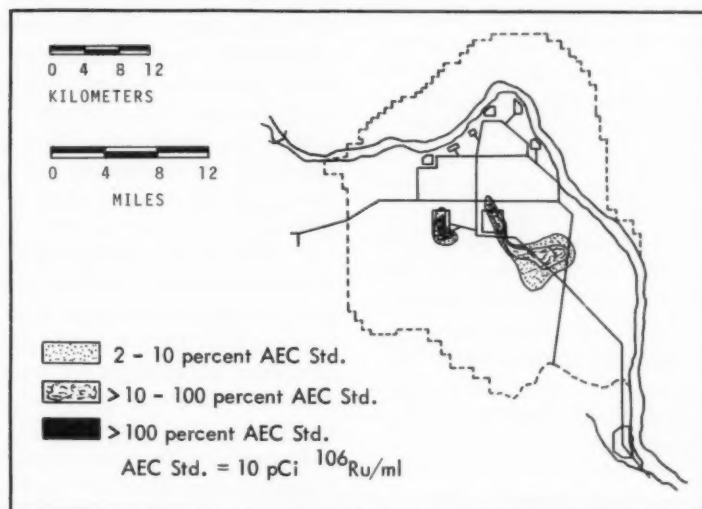 0 4 8 12
KILOMETERS
0 4 8 12
MILES
2 - 10 percent AEC Std.
>10 - 100 percent AEC Std.
>100 percent AEC Std.
AEC Std. = 10 pCi ¹⁰⁶Ru/ml